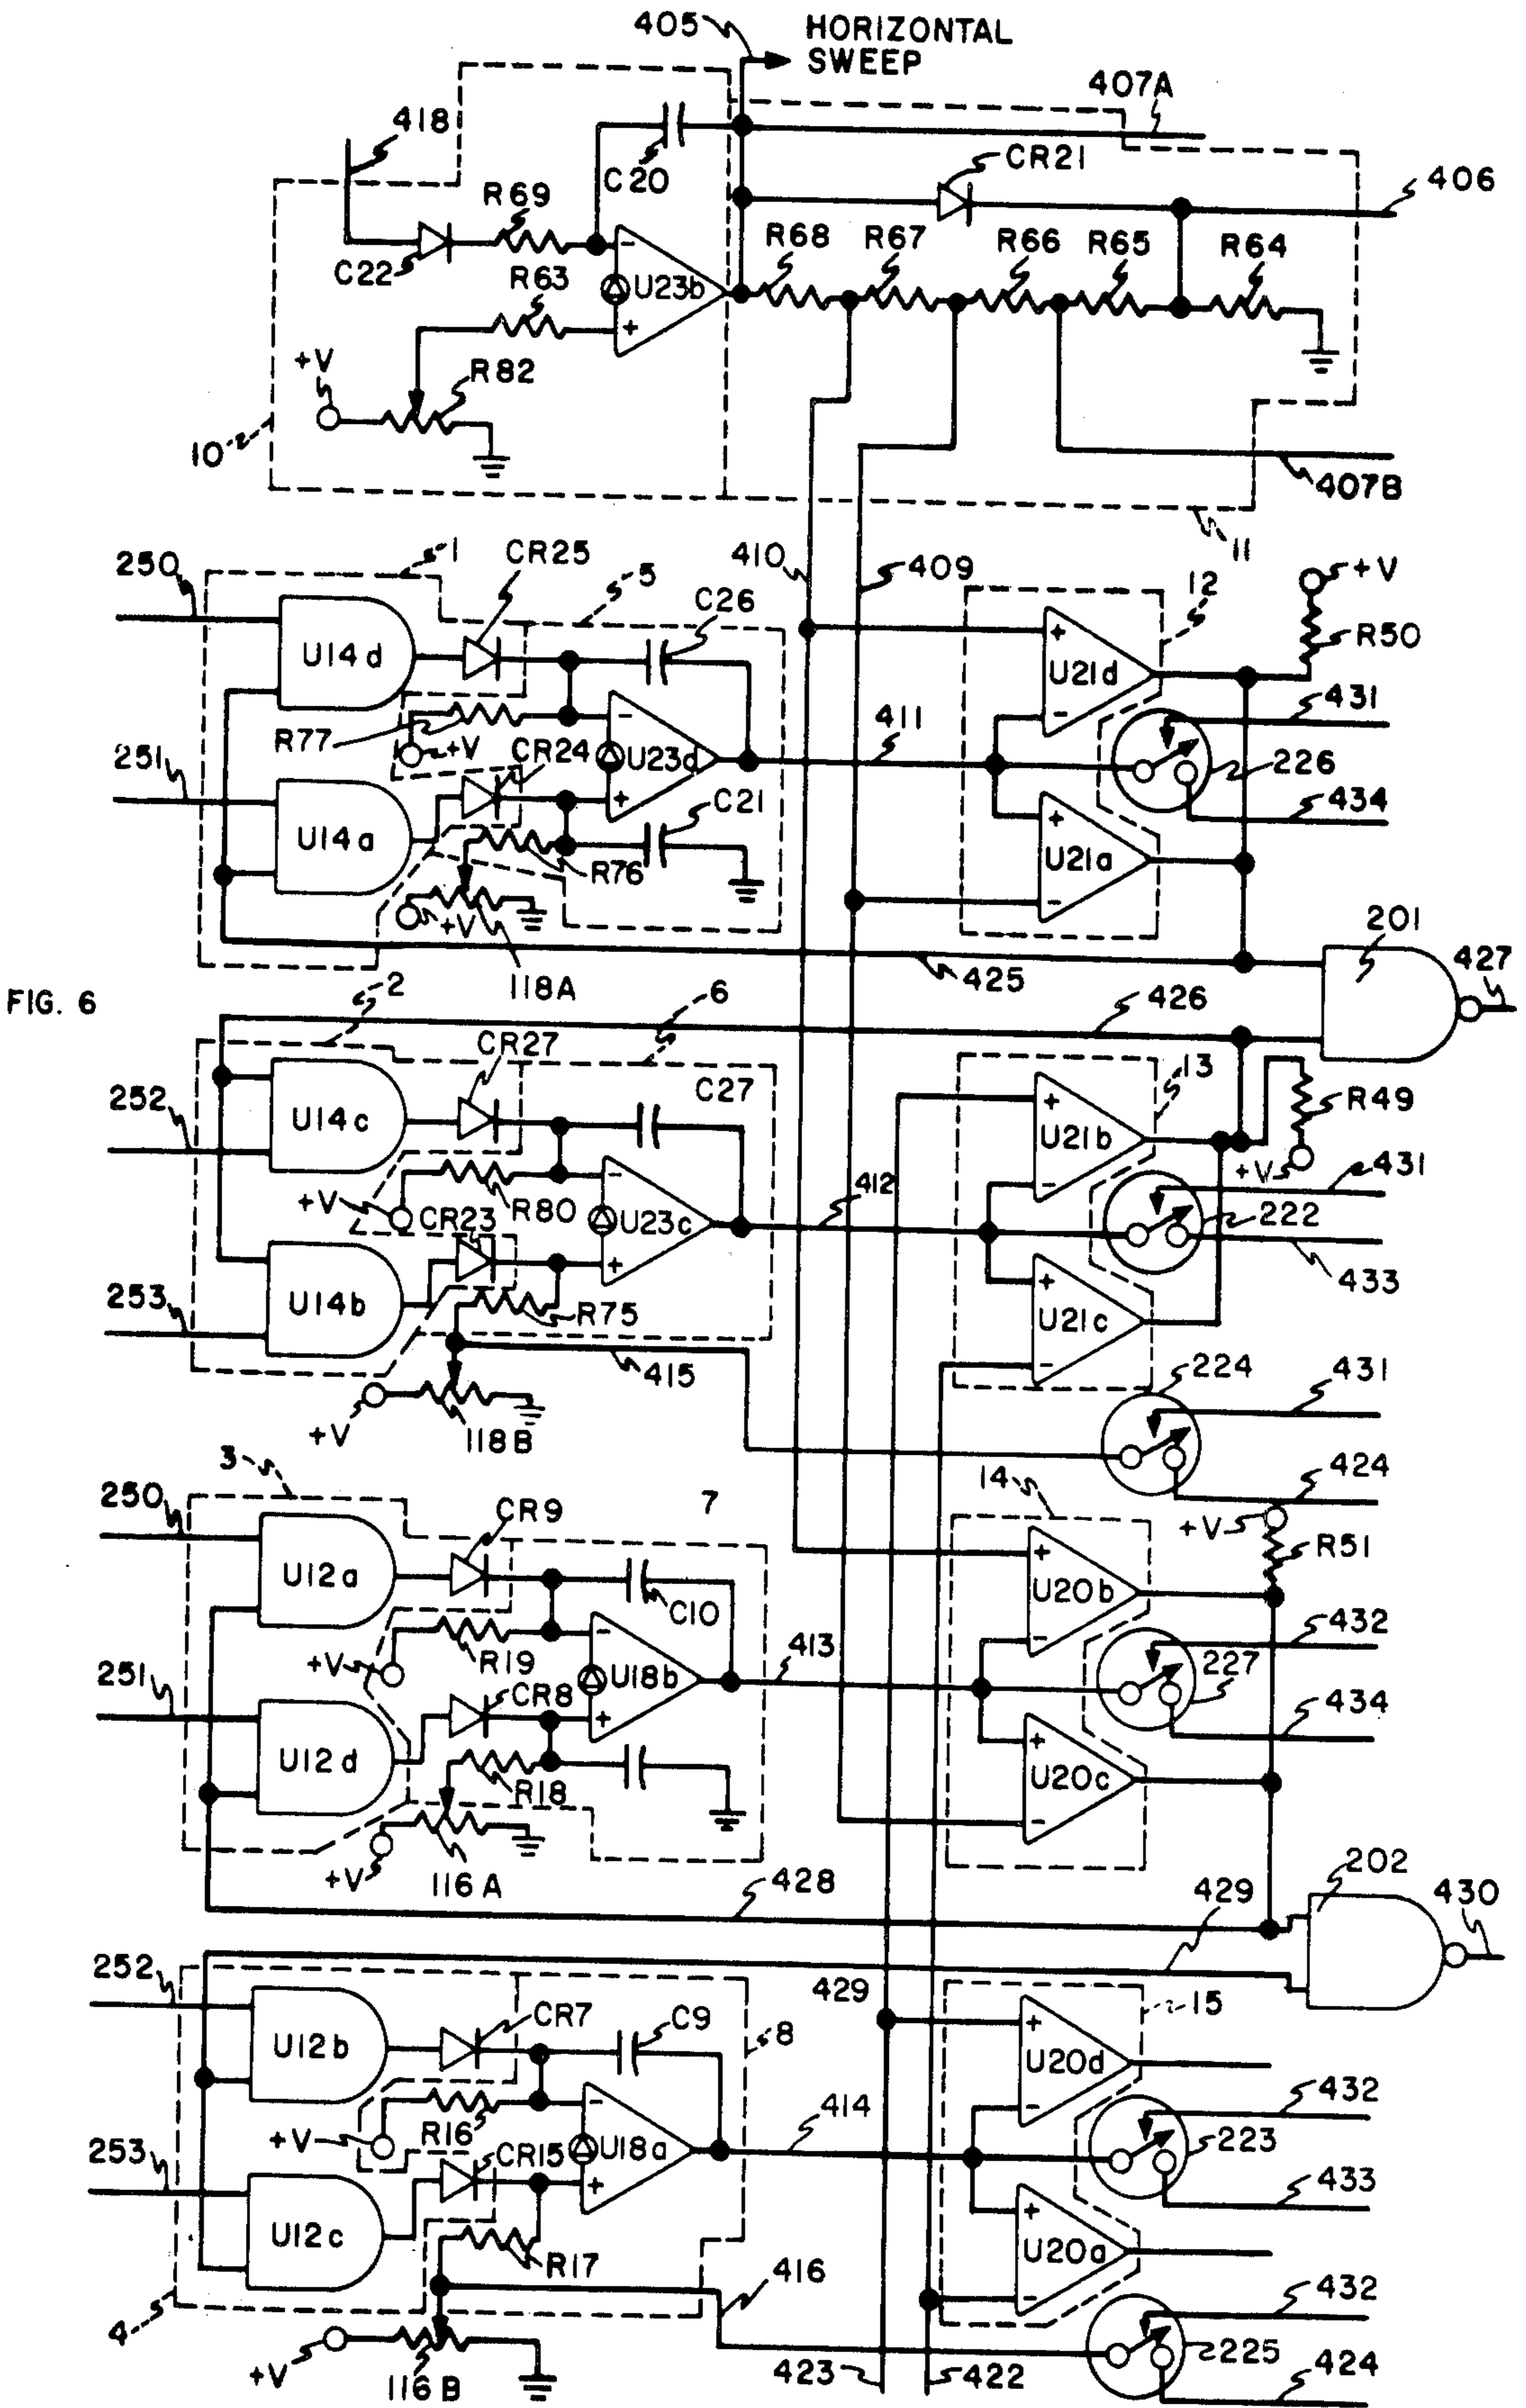 405
HORIZONTAL
SWEEP
407A
418
C20
CR21
406
R69
C22
R63
U23b
R68
R67
R66
R65
R64
+V
R82
10
407B
11
250
1
CR25
5
410
409
12
+V
C26
R50
U14d
U21d
431
R77
+V
CR24
U23d
411
226
251
C21
434
U14a
R76
U21a
+V
118A
425
201
427
FIG. 6
2
6
426
CR27
C27
13
252
U14c
U21b
R49
+V
R80
+V
431
CR23
U23c
412
222
433
253
U14b
R75
U21c
415
224
431
+V
118B
3
424
250
CR9
7
14
+V
R51
U12a
C10
U20b
432
R19
+V
413
227
251
CR8
U18b
434
U12d
R18
U20c
+V
116A
428
429
202
430
252
CR7
C9
8
429
15
U12b
U20d
432
R16
+V
414
223
253
CR15
U18a
433
U12c
R17
U20a
416
432
4
+V
116B
423
422
225
424